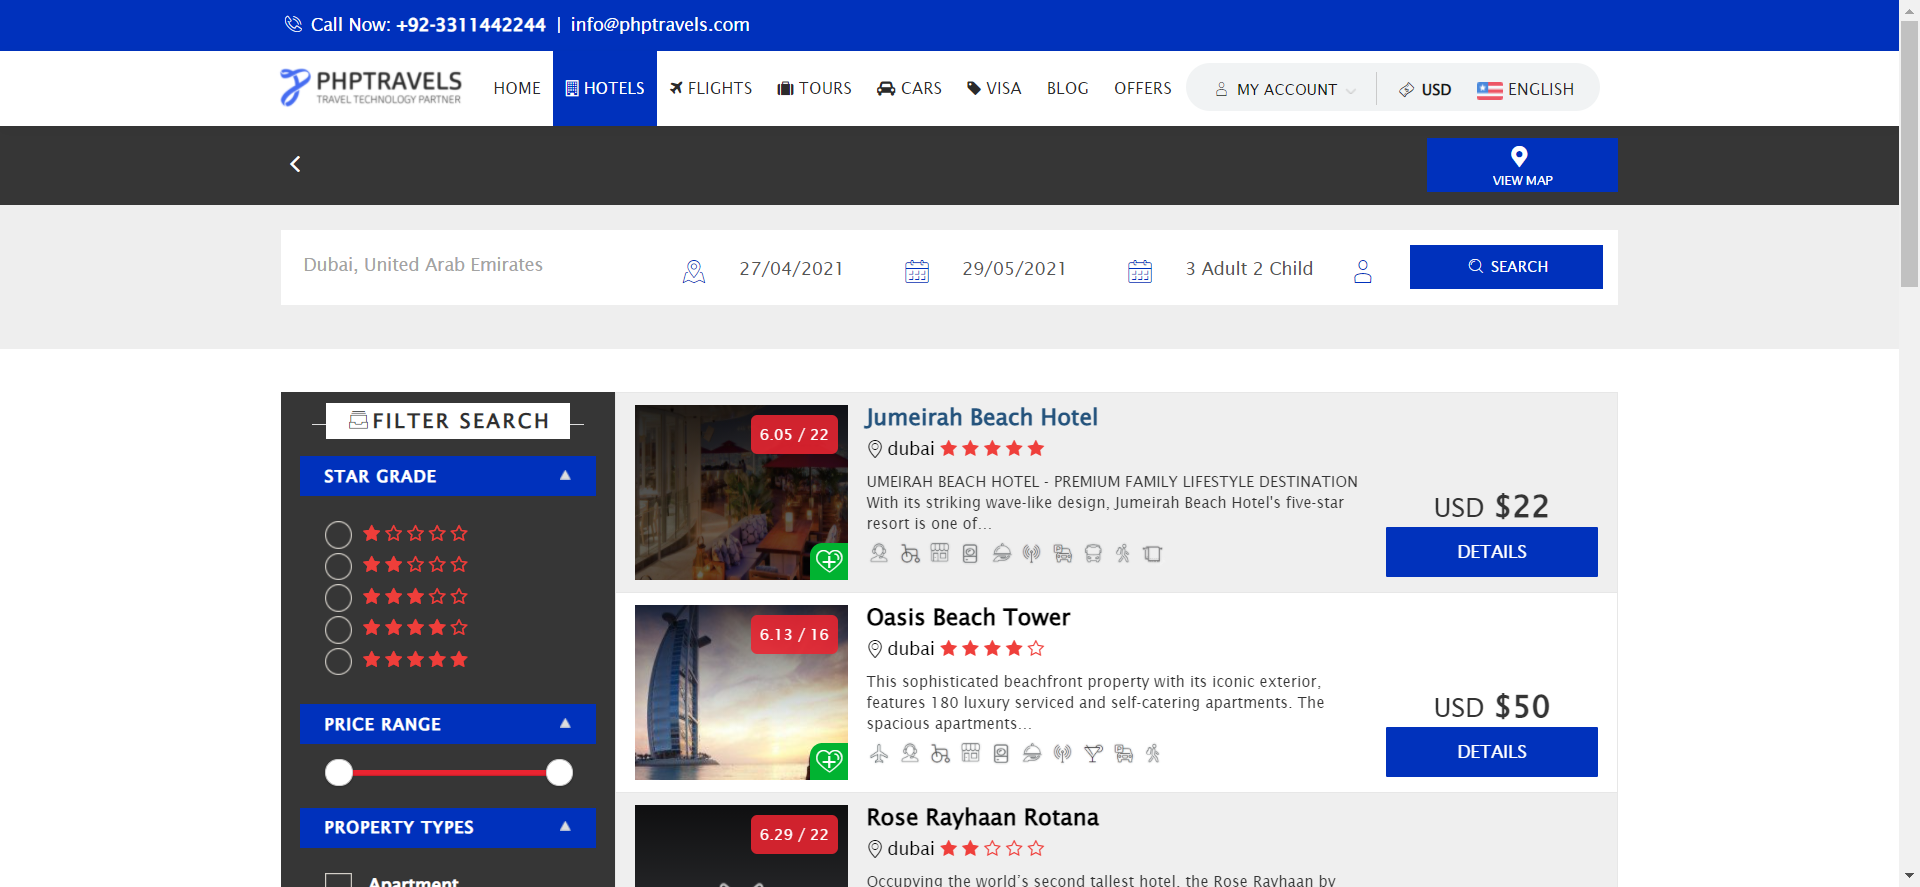 Call Now: +92-3311442244 | info@phptravels.com
PHPTRAVELS
TRAVEL TECHNOLOGY PARTNER
HOME HOTELS FLIGHTS TOURS CARS VISA BLOG OFFERS MY ACCOUNT USD ENGLISH
VIEW MAP
Dubai, United Arab Emirates 27/04/2021 29/05/2021 3 Adult 2 Child SEARCH
FILTER SEARCH
STAR GRADE
PRICE RANGE
PROPERTY TYPES
Apartment
6.05 / 22
Jumeirah Beach Hotel
dubai
UMEIRAH BEACH HOTEL - PREMIUM FAMILY LIFESTYLE DESTINATION
With its striking wave-like design, Jumeirah Beach Hotel's five-star
resort is one of...
USD $22
DETAILS
6.13 / 16
Oasis Beach Tower
dubai
This sophisticated beachfront property with its iconic exterior,
features 180 luxury serviced and self-catering apartments. The
spacious apartments...
USD $50
DETAILS
6.29 / 22
Rose Rayhaan Rotana
dubai
Occupying the world's second tallest hotel, the Rose Rayhaan by